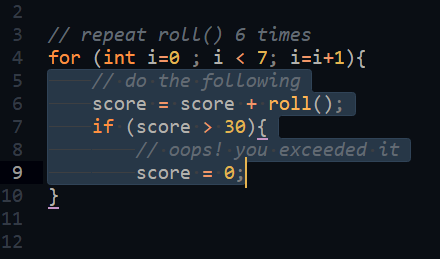 2
3 // repeat roll() 6 times
4 for (int i=0 ; i < 7; i=i+1){
5     // do the following
6     score = score + roll();
7     if (score > 30){
8         // oops! you exceeded it
9         score = 0;
10 }
11
12